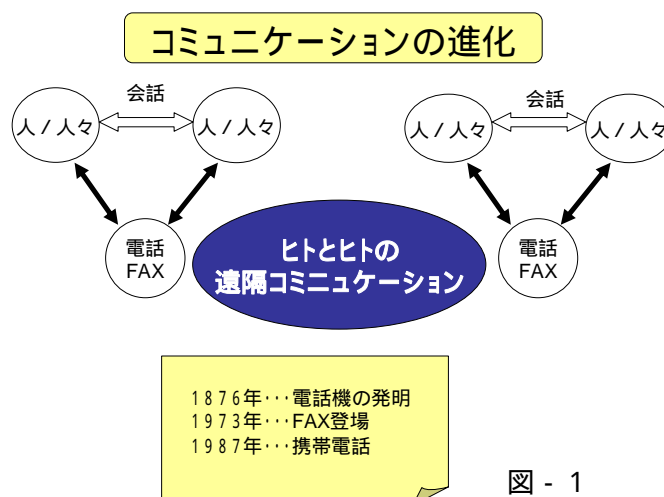 コミュニケーションの進化
会話
人 / 人々
人 / 人々
電話
FAX
会話
人 / 人々
人 / 人々
電話
FAX
ヒトとヒトの
遠隔コミニュケーション
1876年･･･電話機の発明
1973年･･･FAX登場
1987年･･･携帯電話
図 - 1